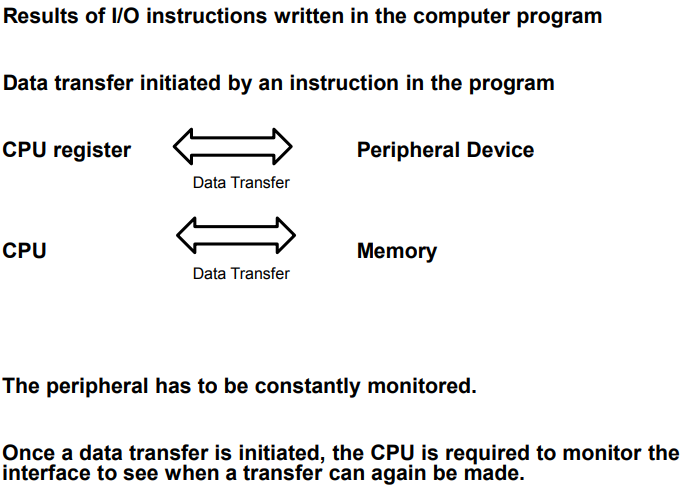 Results of I/O instructions written in the computer program
Data transfer initiated by an instruction in the program
CPU register
Peripheral Device
Data Transfer
CPU
Memory
Data Transfer
The peripheral has to be constantly monitored.
Once a data transfer is initiated, the CPU is required to monitor the
interface to see when a transfer can again be made.